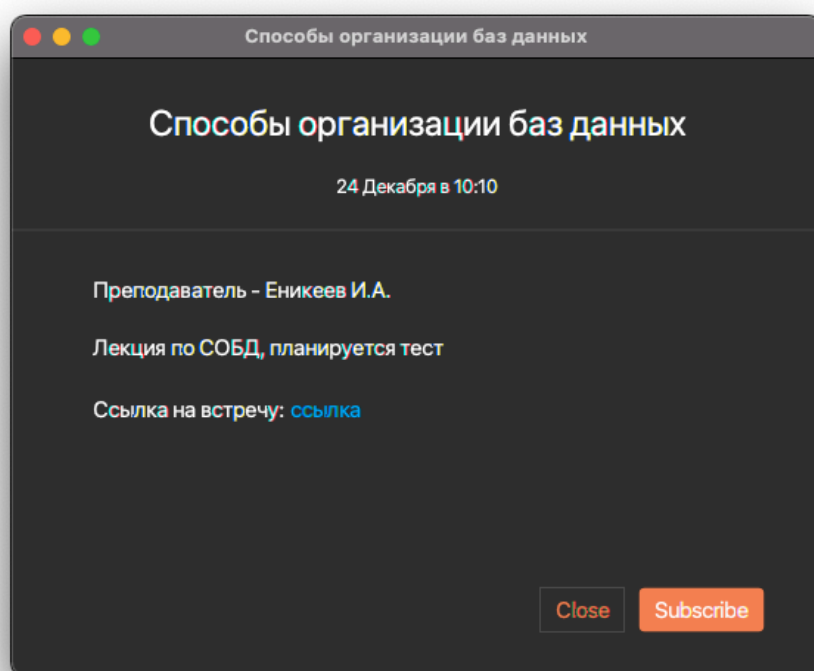 Способы организации баз данных
Способы организации баз данных
24 Декабря в 10:10
Преподаватель - Еникеев И.А.
Лекция по СОБД, планируется тест
Ссылка на встречу: ссылка
Close Subscribe